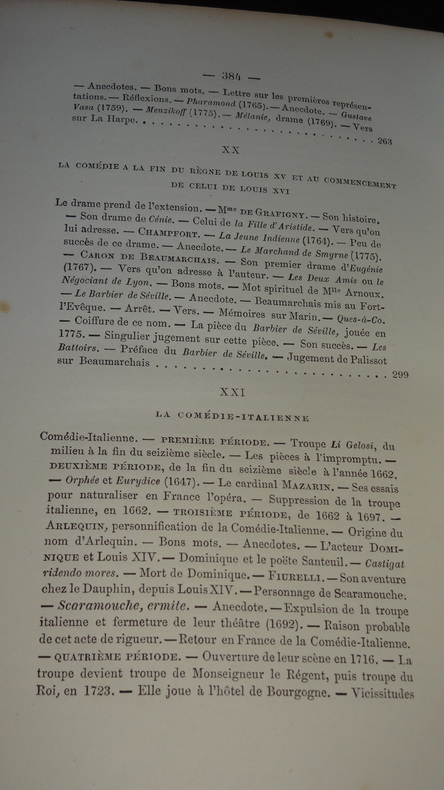 — 384 —
— Anecdotes. — Bons mots. — Lettre sur les premières représen-
tations. — Réflexions. — Pharamond (1765). — Anecdote. — Gustave
Vasa (1759). — Menzikoff (1775). — Mélanie, drame (1769). — Vers
sur La Harpe. . . . . . . . . . . . . . . . . . . . . . . . . . 263
XX
LA COMÉDIE A LA FIN DU RÈGNE DE LOUIS XV ET AU COMMENCEMENT
DE CELUI DE LOUIS XVI
Le drame prend de l'extension. — Mme DE GRAFIGNY. — Son histoire.
— Son drame de Cénie. — Celui de la Fille d'Aristide. — Vers qu'on
lui adresse. — CHAMPFORT. — La Jeune Indienne (1764). — Peu de
succès de ce drame. — Anecdote. — Le Marchand de Smyrne (1775).
— CARON DE BEAUMARCHAIS. — Son premier drame d'Eugénie
(1767). — Vers qu'on adresse à l'auteur. — Les Deux Amis ou le
Négociant de Lyon. — Bons mots. — Mot spirituel de Mlle Arnoux.
— Le Barbier de Séville. — Anecdote. — Beaumarchais mis au Fort-
l'Evêque. — Arrêt. — Vers. — Mémoires sur Marin. — Ques-à-Co.
— Coiffure de ce nom. — La pièce du Barbier de Séville, jouée en
1775. — Singulier jugement sur cette pièce. — Son succès. — Les
Battoirs. — Préface du Barbier de Séville. — Jugement de Palissot
sur Beaumarchais . . . . . . . . . . . . . . . . . . . . . . . . 299
XXI
LA COMÉDIE-ITALIENNE
Comédie-Italienne. — PREMIÈRE PÉRIODE. — Troupe Li Gelosi, du
milieu à la fin du seizième siècle. — Les pièces à l'impromptu. —
DEUXIÈME PÉRIODE, de la fin du seizième siècle à l'année 1662.
— Orphée et Eurydice (1647). — Le cardinal MAZARIN. — Ses essais
pour naturaliser en France l'opéra. — Suppression de la troupe
italienne, en 1662. — TROISIÈME PÉRIODE, de 1662 à 1697. —
ARLEQUIN, personnification de la Comédie-Italienne. — Origine du
nom d'Arlequin. — Bons mots. — Anecdotes. — L'acteur DOMI-
NIQUE et Louis XIV. — Dominique et le poëte Santeuil. — Castigat
ridendo mores. — Mort de Dominique. — FIURELLI. — Son aventure
chez le Dauphin, depuis Louis XIV. — Personnage de Scaramouche.
— Scaramouche, ermite. — Anecdote. — Expulsion de la troupe
italienne et fermeture de leur théâtre (1692). — Raison probable
de cet acte de rigueur. — Retour en France de la Comédie-Italienne.
— QUATRIÈME PÉRIODE. — Ouverture de leur scène en 1716. — La
troupe devient troupe de Monseigneur le Régent, puis troupe du
Roi, en 1723. — Elle joue à l'hôtel de Bourgogne. — Vicissitudes